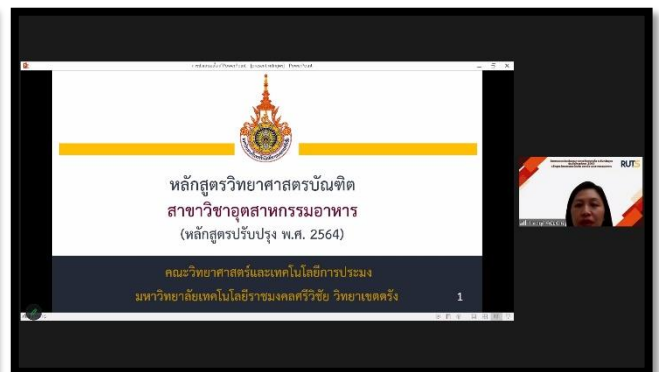 หลักสูตรวิทยาศาสตรบัณฑิต
สาขาวิชาอุตสาหกรรมอาหาร
(หลักสูตรปรับปรุง พ.ศ. 2564)
คณะวิทยาศาสตร์และเทคโนโลยีการประมง
มหาวิทยาลัยเทคโนโลยีราชมงคลศรีวิชัย วิทยาเขตตรัง
1
RUTS